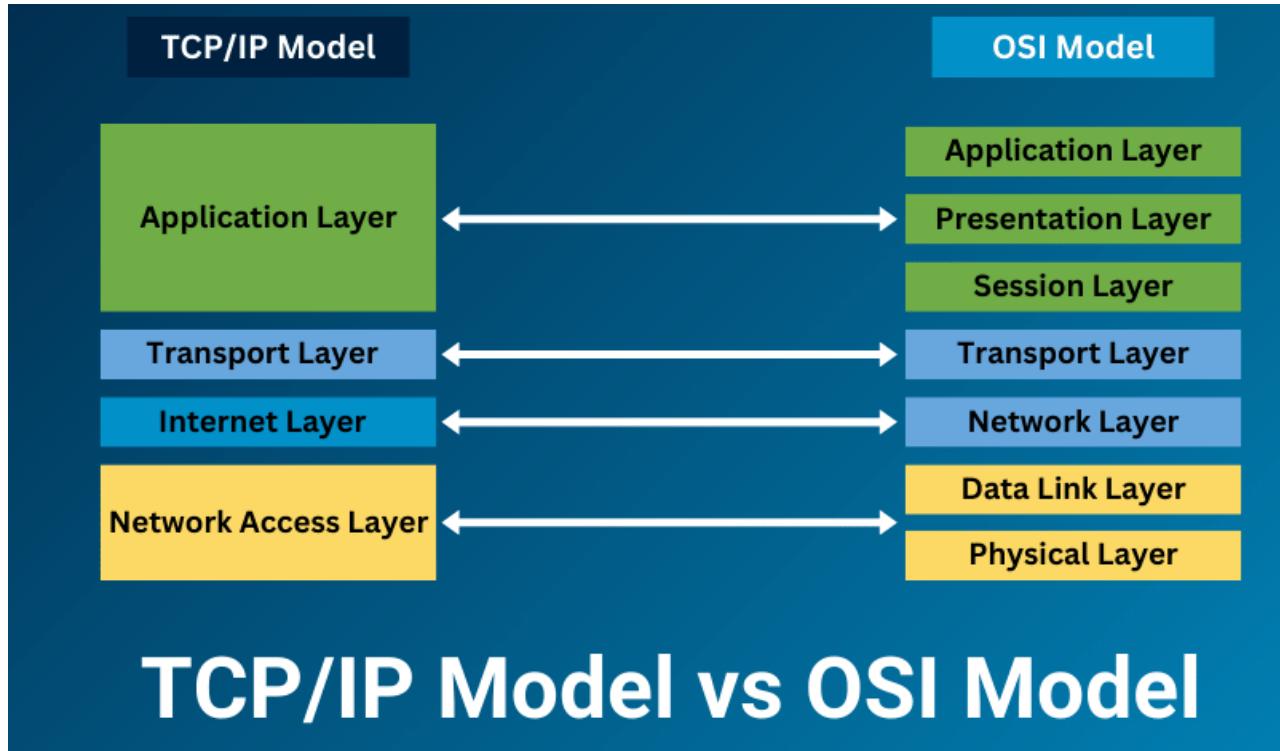 TCP/IP Model
OSI Model
Application Layer
Transport Layer
Internet Layer
Network Access Layer
Application Layer
Presentation Layer
Session Layer
Transport Layer
Network Layer
Data Link Layer
Physical Layer
TCP/IP Model vs OSI Model